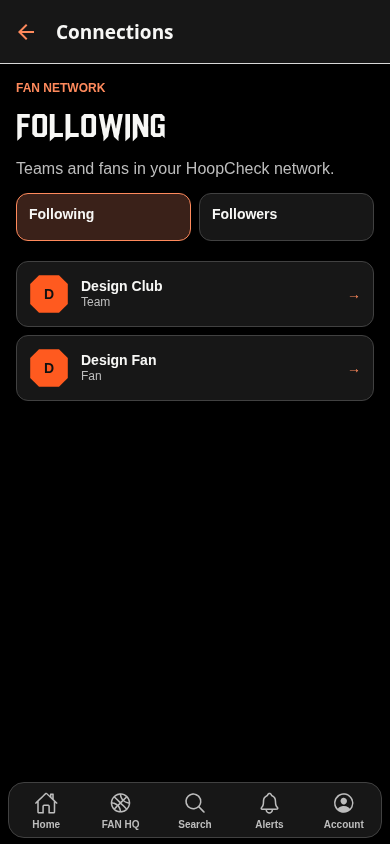 Connections
FAN NETWORK
FOLLOWING
Teams and fans in your HoopCheck network.
Following
Followers
D
Design Club
Team
→
D
Design Fan
Fan
→
Home
FAN HQ
Search
Alerts
Account